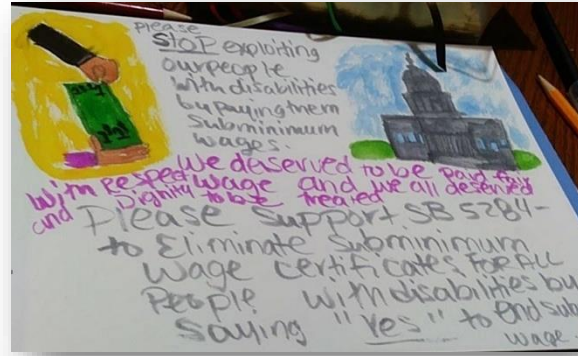 please
STOP exploiting
our people
with disabilities
by paying them
subminimum
wages.
We deserved to be paid fair
with Respect wage and we all deserved
and Dignity to be treated
Please support SB 5284-
to Eliminate subminimum
wage certificates FOR ALL
People with disabilities by
saying "Yes" to end sub
wage